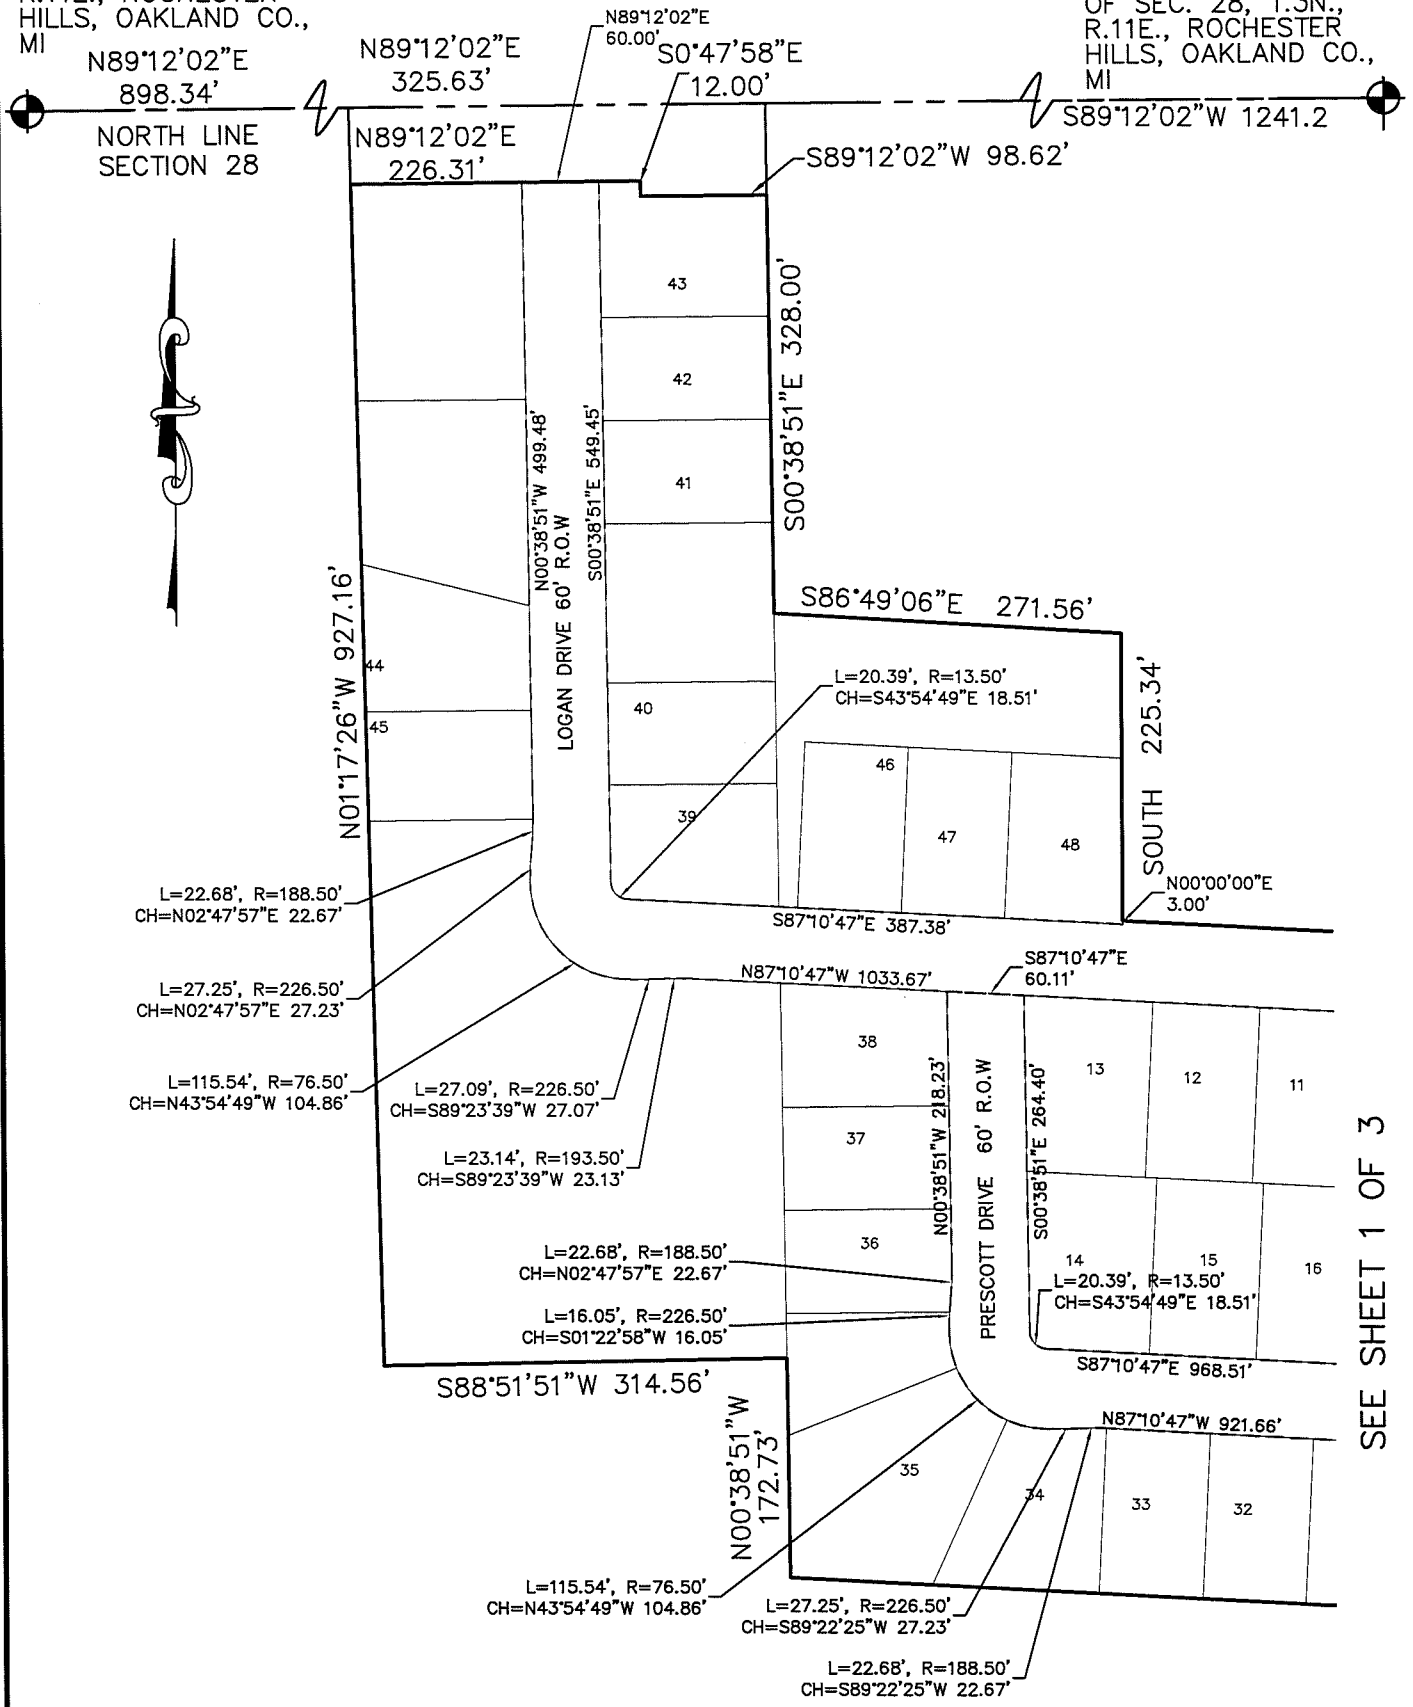 HILLS, OAKLAND CO.,
MI
N89°12'02"E
898.34'
NORTH LINE
SECTION 28
N89°12'02"E
325.63'
N89°12'02"E
60.00'
S0°47'58"E
12.00'
OF SEC. 28, T.3N.,
R.11E., ROCHESTER
HILLS, OAKLAND CO.,
MI
S89°12'02"W 1241.2
N89°12'02"E
226.31'
S89°12'02"W 98.62'
43
42
41
S00°38'51"E 328.00'
N00°38'51"W 499.48'
LOGAN DRIVE 60' R.O.W
S00°38'51"E 549.45'
N01°17'26"W 927.16'
44
45
40
39
S86°49'06"E 271.56'
L=20.39', R=13.50'
CH=S43°54'49"E 18.51'
SOUTH 225.34'
46
47
48
N00°00'00"E
3.00'
L=22.68', R=188.50'
CH=N02°47'57"E 22.67'
S87°10'47"E 387.38'
L=27.25', R=226.50'
CH=N02°47'57"E 27.23'
N87°10'47"W 1033.67'
S87°10'47"E
60.11'
L=115.54', R=76.50'
CH=N43°54'49"W 104.86'
L=27.09', R=226.50'
CH=S89°23'39"W 27.07'
L=23.14', R=193.50'
CH=S89°23'39"W 23.13'
38
37
36
N00°38'51"W 218.23'
PRESCOTT DRIVE 60' R.O.W
S00°38'51"E 264.40'
13
12
11
14
15
16
L=22.68', R=188.50'
CH=N02°47'57"E 22.67'
L=16.05', R=226.50'
CH=S01°22'58"W 16.05'
L=20.39', R=13.50'
CH=S43°54'49"E 18.51'
SEE SHEET 1 OF 3
S88°51'51"W 314.56'
S87°10'47"E 968.51'
N87°10'47"W 921.66'
N00°38'51"W
172.73'
35
34
33
32
L=115.54', R=76.50'
CH=N43°54'49"W 104.86'
L=27.25', R=226.50'
CH=S89°22'25"W 27.23'
L=22.68', R=188.50'
CH=S89°22'25"W 22.67'